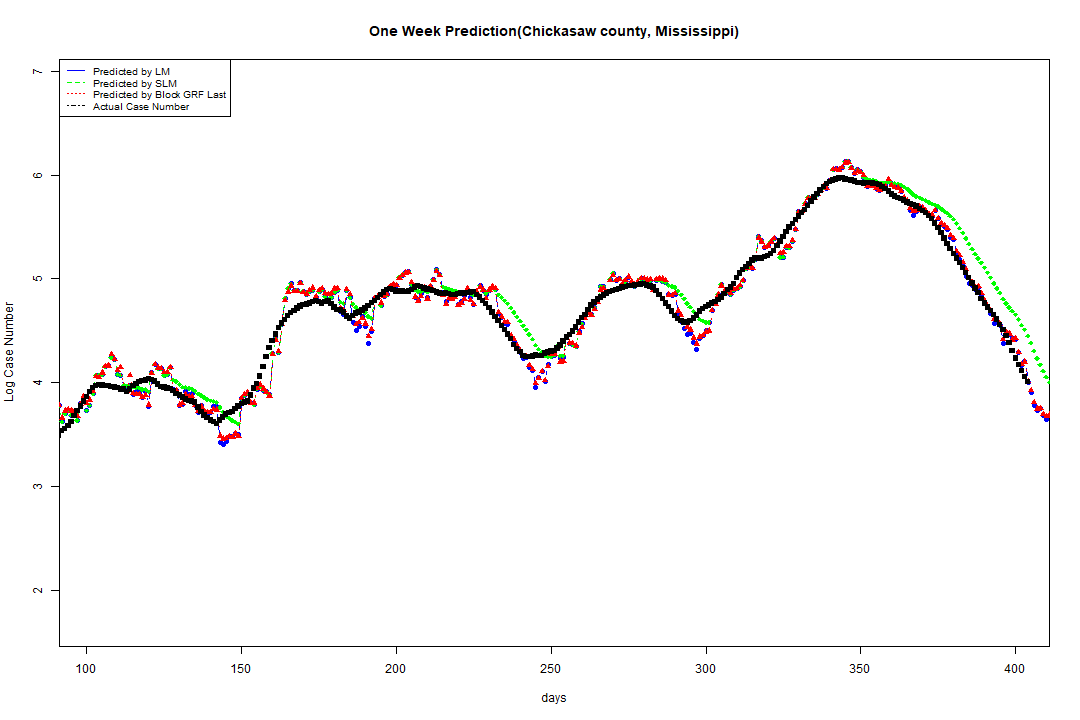 One Week Prediction(Chickasaw county, Mississippi)
Predicted by LM
Predicted by SLM
Predicted by Block GRF Last
Actual Case Number
7
6
5
4
3
2
Log Case Number
100 150 200 250 300 350 400
days